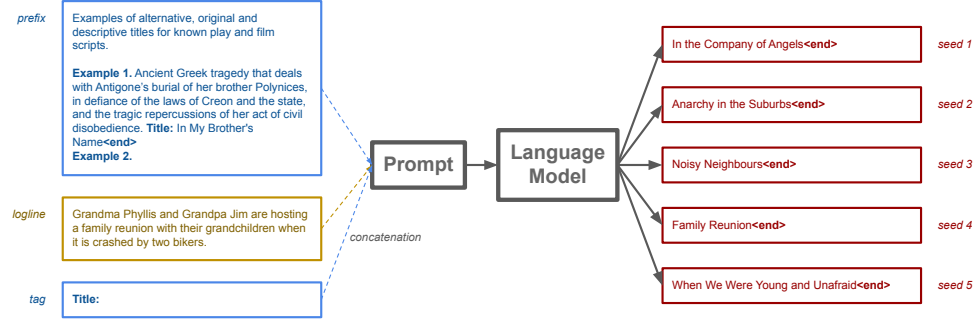 prefix
Examples of alternative, original and
descriptive titles for known play and film
scripts.
Example 1. Ancient Greek tragedy that deals
with Antigone's burial of her brother Polynices,
in defiance of the laws of Creon and the state,
and the tragic repercussions of her act of civil
disobedience. Title: In My Brother's
Name<end>
Example 2.
logline
Grandma Phyllis and Grandpa Jim are hosting
a family reunion with their grandchildren when
it is crashed by two bikers.
tag
Title:
concatenation
Prompt
Language
Model
In the Company of Angels<end>
seed 1
Anarchy in the Suburbs<end>
seed 2
Noisy Neighbours<end>
seed 3
Family Reunion<end>
seed 4
When We Were Young and Unafraid<end>
seed 5